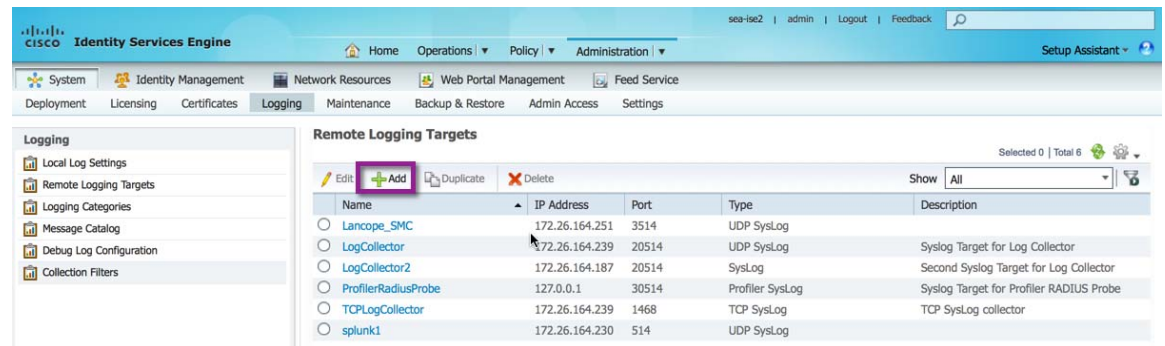 sea-ise2 | admin | Logout | Feedback
CISCO Identity Services Engine
Home Operations | ▼ Policy | ▼ Administration | ▼ Setup Assistant
System Identity Management Network Resources Web Portal Management Feed Service
Deployment Licensing Certificates Logging Maintenance Backup & Restore Admin Access Settings
Logging
Local Log Settings
Remote Logging Targets
Logging Categories
Message Catalog
Debug Log Configuration
Collection Filters
Remote Logging Targets
Selected 0 | Total 6
Edit Add Duplicate Delete Show All
Name IP Address Port Type Description
Lancope_SMC 172.26.164.251 3514 UDP SysLog
LogCollector 172.26.164.239 20514 UDP SysLog Syslog Target for Log Collector
LogCollector2 172.26.164.187 20514 SysLog Second Syslog Target for Log Collector
ProfilerRadiusProbe 127.0.0.1 30514 Profiler SysLog Syslog Target for Profiler RADIUS Probe
TCPLogCollector 172.26.164.239 1468 TCP SysLog TCP SysLog collector
splunk1 172.26.164.230 514 UDP SysLog